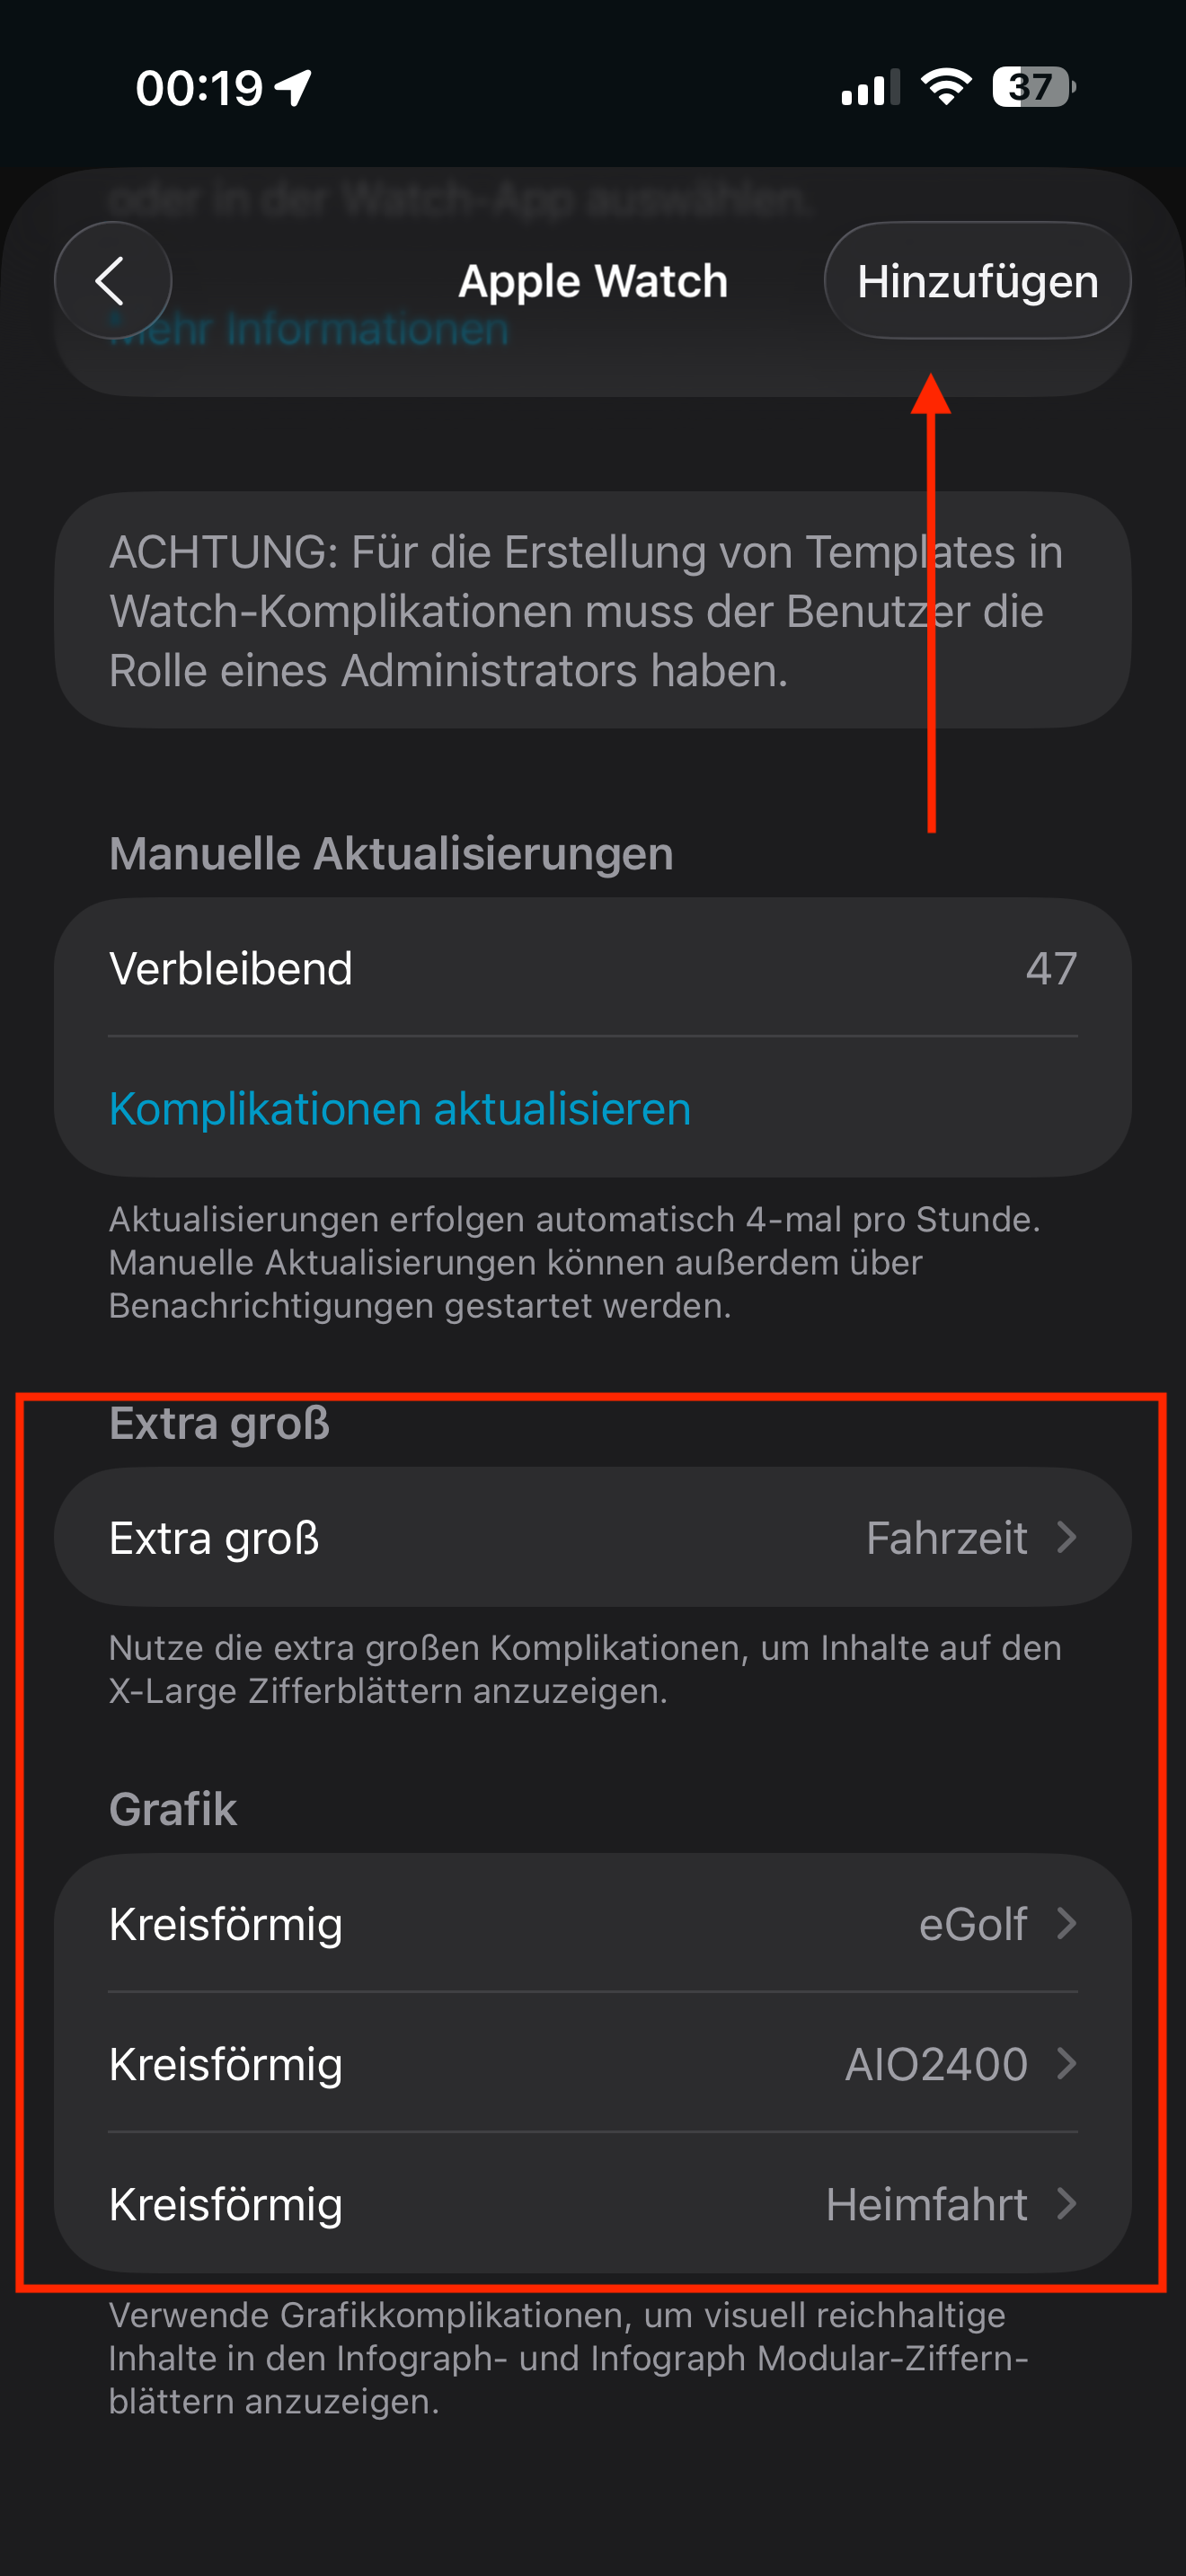 00:19
37
oder in der Watch-App auswählen.
Apple Watch
Hinzufügen
Mehr Informationen
ACHTUNG: Für die Erstellung von Templates in
Watch-Komplikationen muss der Benutzer die
Rolle eines Administrators haben.
Manuelle Aktualisierungen
Verbleibend 47
Komplikationen aktualisieren
Aktualisierungen erfolgen automatisch 4-mal pro Stunde.
Manuelle Aktualisierungen können außerdem über
Benachrichtigungen gestartet werden.
Extra groß
Extra groß Fahrzeit
Nutze die extra großen Komplikationen, um Inhalte auf den
X-Large Zifferblättern anzuzeigen.
Grafik
Kreisförmig eGolf
Kreisförmig AIO2400
Kreisförmig Heimfahrt
Verwende Grafikkomplikationen, um visuell reichhaltige
Inhalte in den Infograph- und Infograph Modular-Ziffern-
blättern anzuzeigen.